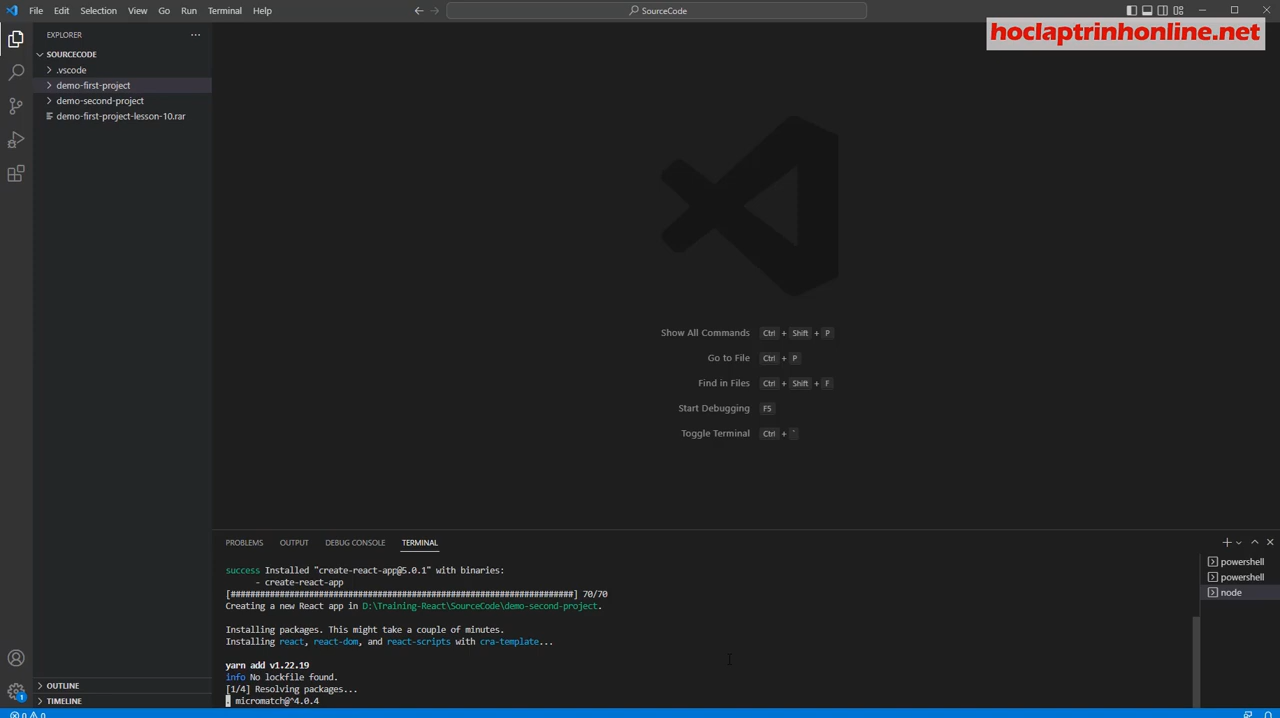 File Edit Selection View Go Run Terminal Help
SourceCode
hoclaptrinhonline.net
EXPLORER
SOURCECODE
.vscode
demo-first-project
demo-second-project
demo-first-project-lesson-10.rar
Show All Commands Ctrl + Shift + P
Go to File Ctrl + P
Find in Files Ctrl + Shift + F
Start Debugging F5
Toggle Terminal Ctrl + `
PROBLEMS OUTPUT DEBUG CONSOLE TERMINAL
success Installed "create-react-app@5.0.1" with binaries:
- create-react-app
[########################################################################] 70/70
Creating a new React app in D:\Training-React\SourceCode\demo-second-project.
Installing packages. This might take a couple of minutes.
Installing react, react-dom, and react-scripts with cra-template...
yarn add v1.22.19
info No lockfile found.
[1/4] Resolving packages...
micromatch@^4.0.4
powershell
powershell
node
OUTLINE
TIMELINE
1
0 0